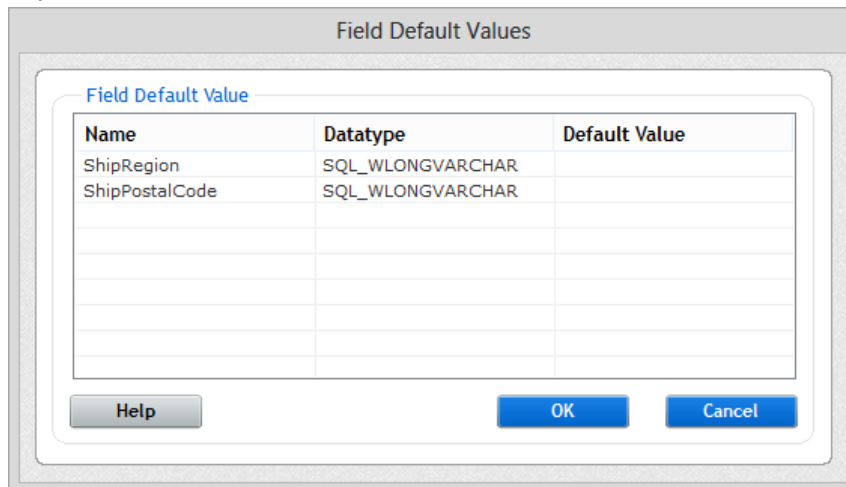 Field Default Values
Field Default Value
Name Datatype Default Value
ShipRegion SQL_WLONGVARCHAR
ShipPostalCode SQL_WLONGVARCHAR
Help OK Cancel